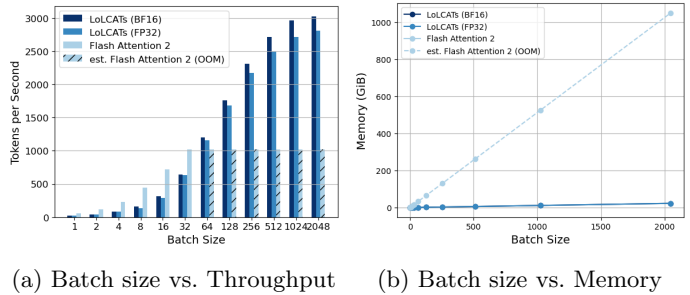 LoLCATs (BF16)
LoLCATs (FP32)
Flash Attention 2
est. Flash Attention 2 (OOM)
Tokens per Second
3000
2500
2000
1500
1000
500
0
1 2 4 8 16 32 64 128 256 512 1024 2048
Batch Size
(a) Batch size vs. Throughput
LoLCATs (BF16)
LoLCATs (FP32)
Flash Attention 2
est. Flash Attention 2 (OOM)
Memory (GiB)
1000
800
600
400
200
0
0 500 1000 1500 2000
Batch Size
(b) Batch size vs. Memory